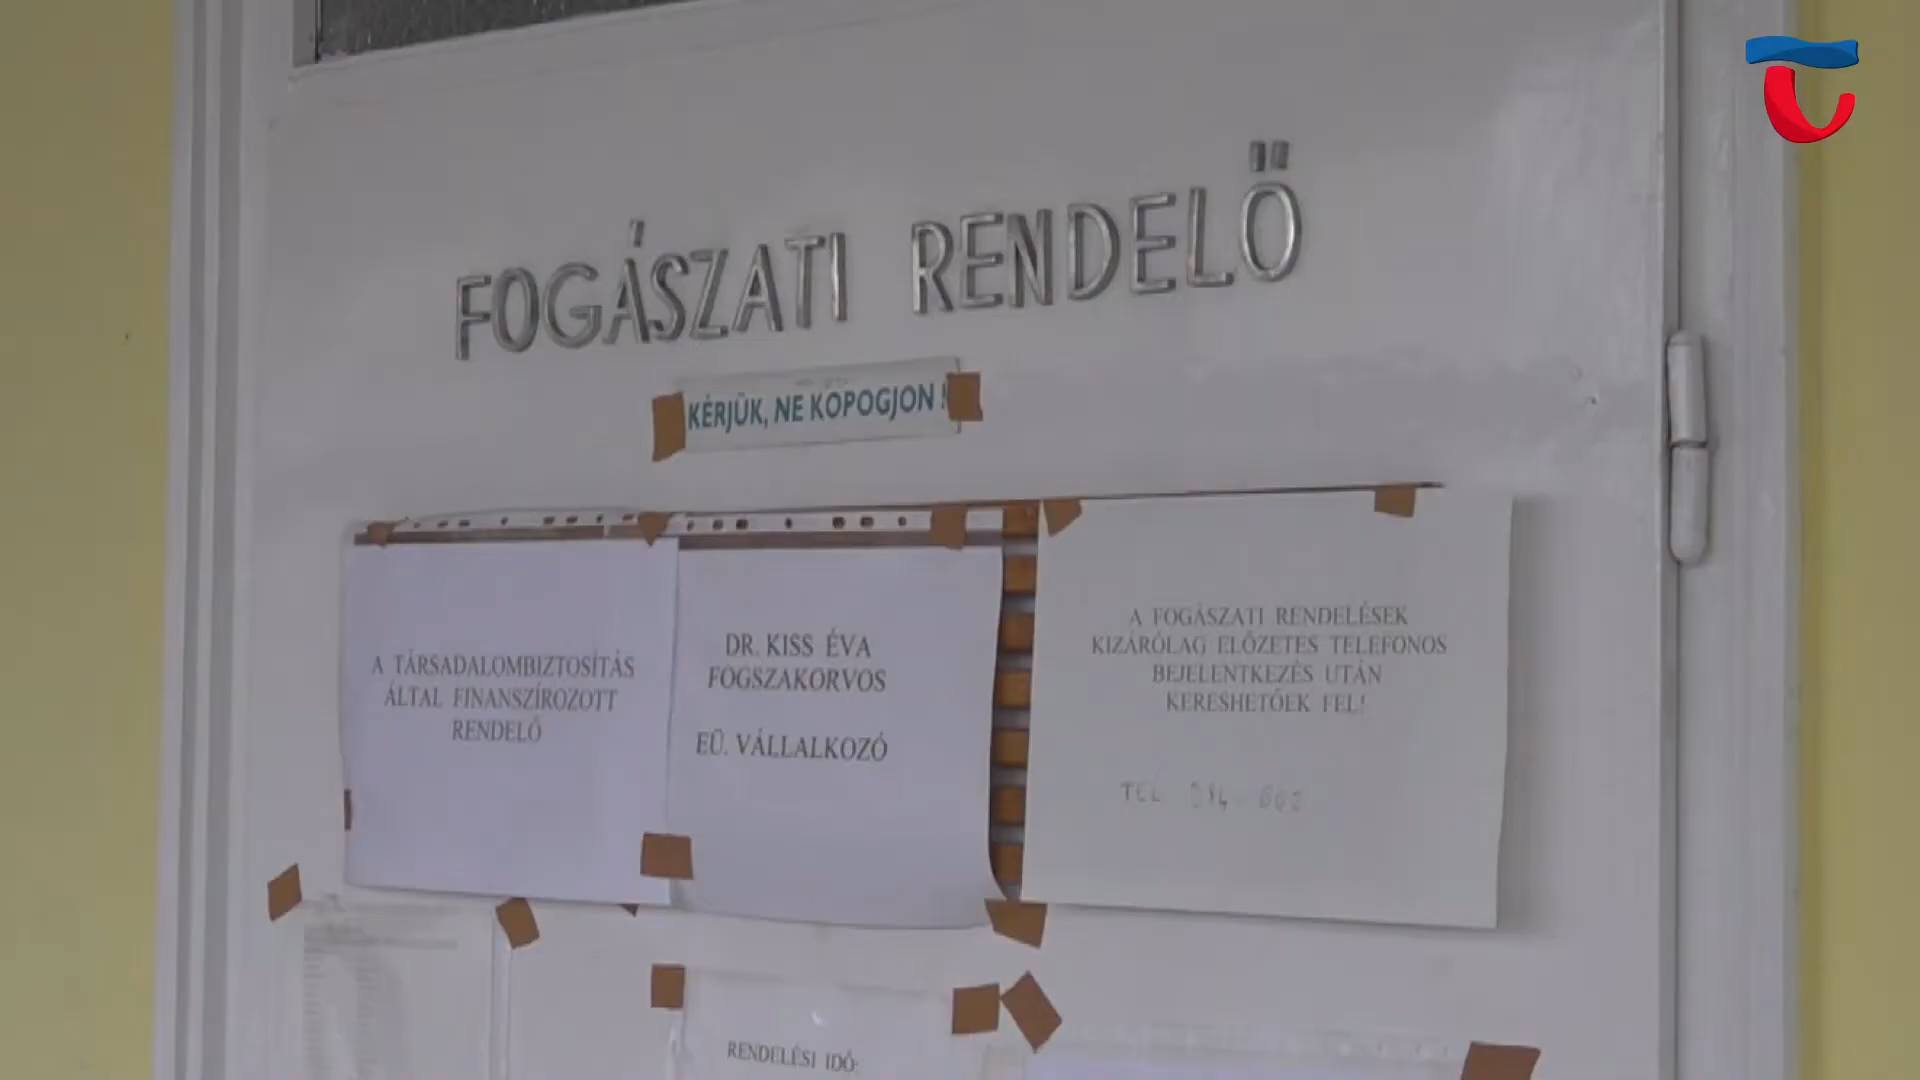 FOGÁSZATI RENDELŐ
KÉRJÜK, NE KOPOGJON !
A TÁRSADALOMBIZTOSÍTÁS
ÁLTAL FINANSZÍROZOTT
RENDELŐ
DR. KISS ÉVA
FOGSZAKORVOS
EÜ. VÁLLALKOZÓ
A FOGÁSZATI RENDELÉSEK
KIZÁRÓLAG ELŐZETES TELEFONOS
BEJELENTKEZÉS UTÁN
KERESHETŐEK FEL!
TEL
RENDELÉSI IDŐ: